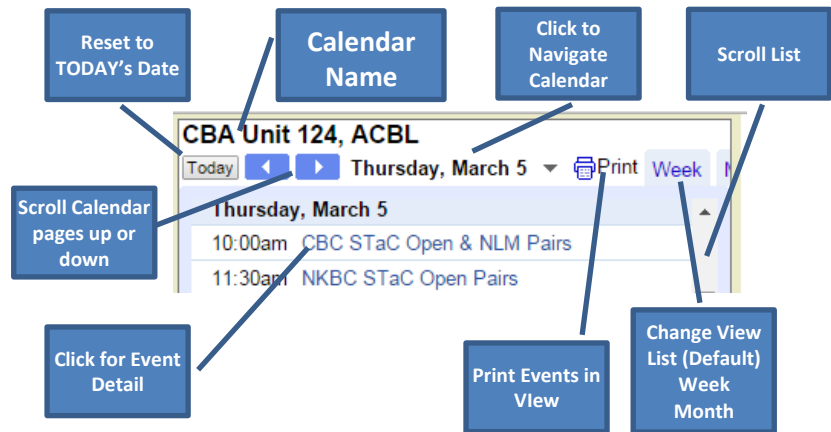 Reset to
TODAY's Date
Calendar
Name
Click to
Navigate
Calendar
Scroll List
CBA Unit 124, ACBL
Today
Thursday, March 5
Print
Week
Scroll Calendar
pages up or
down
Thursday, March 5
10:00am CBC STaC Open & NLM Pairs
11:30am NKBC STaC Open Pairs
Click for Event
Detail
Print Events in
VIew
Change View
List (Default)
Week
Month